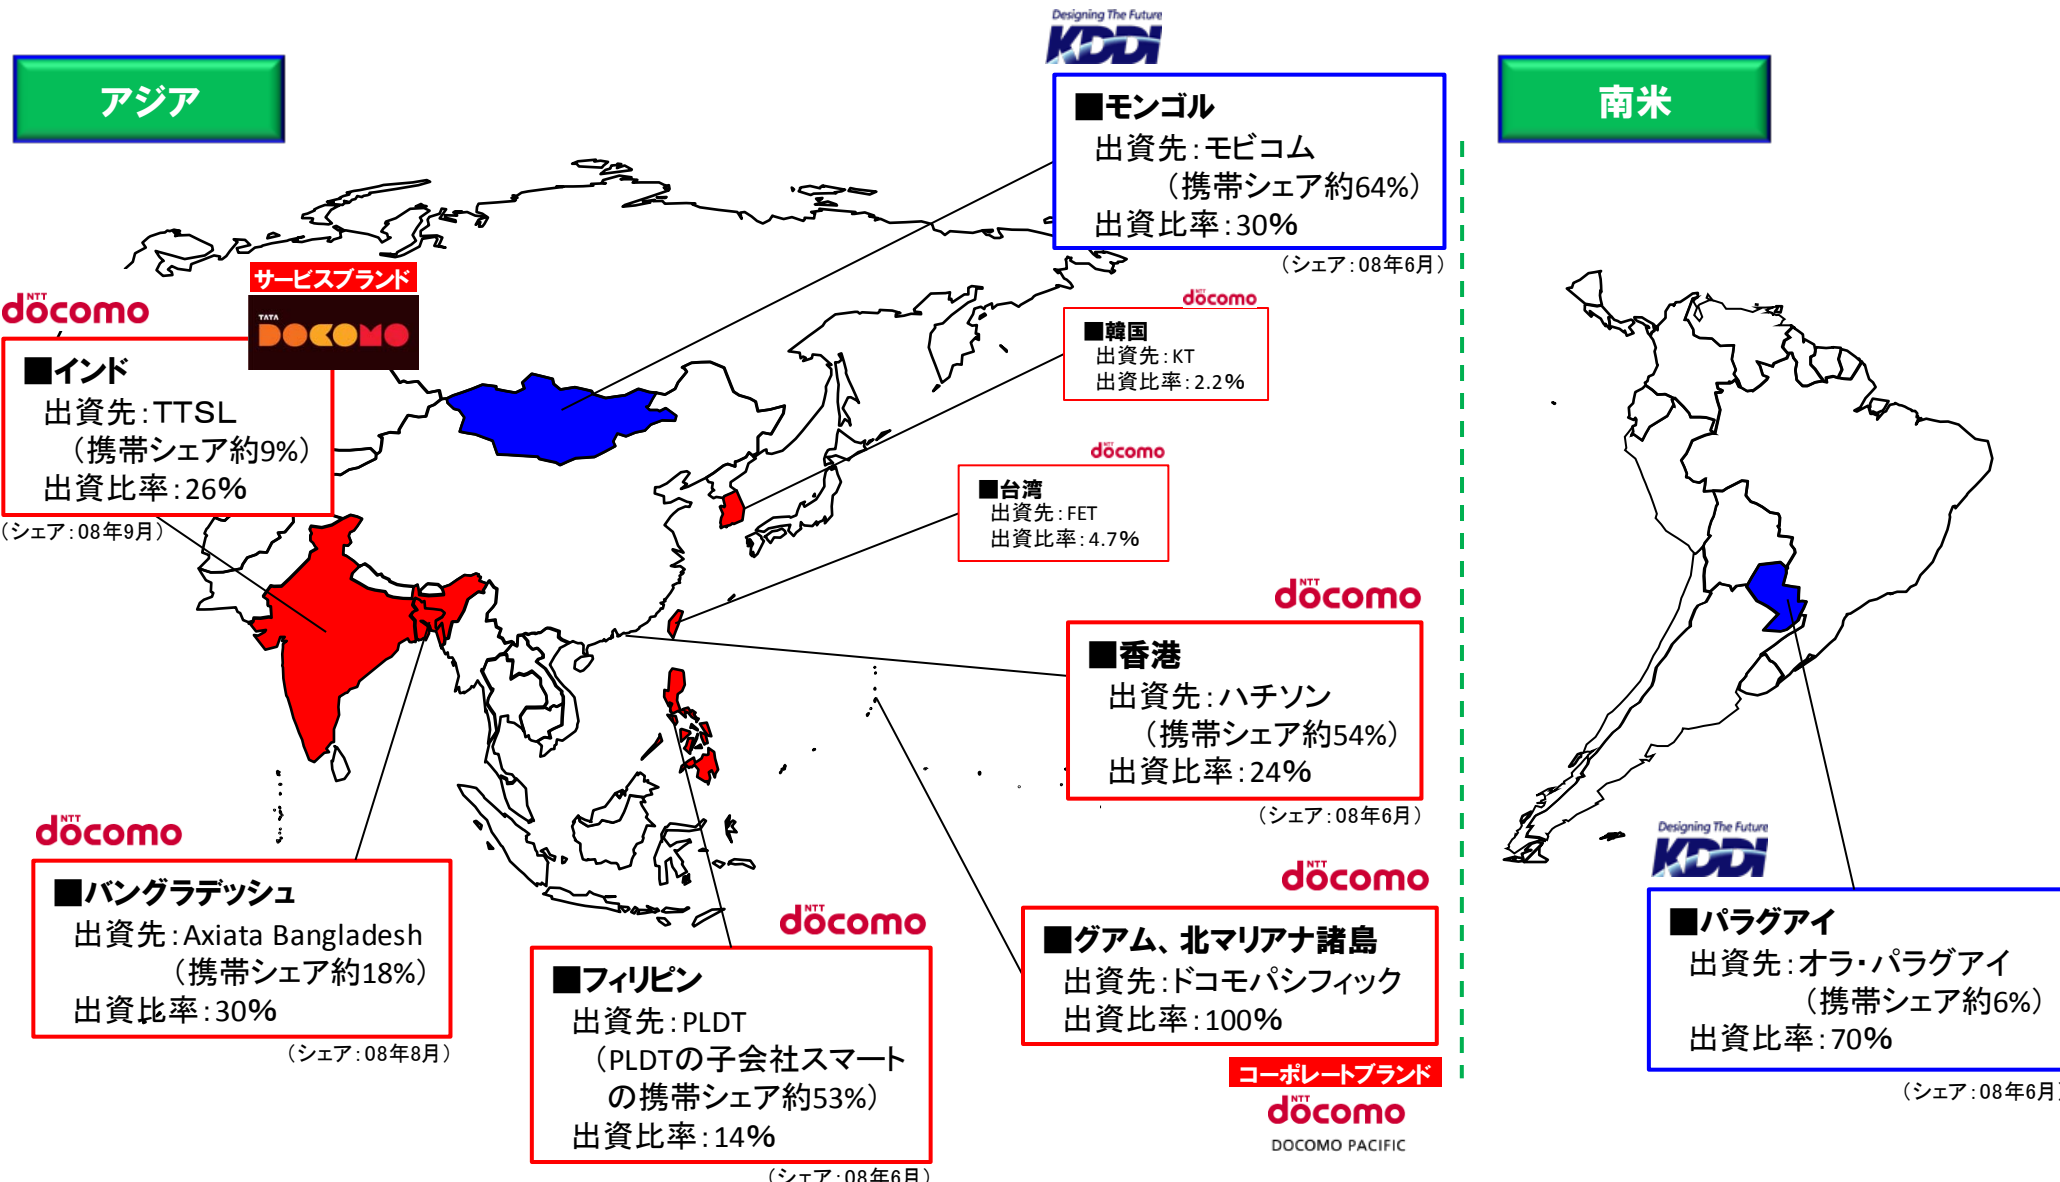 アジア
Designing The Future
KDDI
■モンゴル
出資先:モビコム
(携帯シェア約64%)
出資比率:30%
(シェア:08年6月)
南米
NTT
docomo
サービスブランド
TATA
DOCOMO
■インド
出資先:TTSL
(携帯シェア約9%)
出資比率:26%
(シェア:08年9月)
NTT
docomo
■韓国
出資先:KT
出資比率:2.2%
NTT
docomo
■台湾
出資先:FET
出資比率:4.7%
NTT
docomo
■香港
出資先:ハチソン
(携帯シェア約54%)
出資比率:24%
(シェア:08年6月)
NTT
docomo
■バングラデッシュ
出資先:Axiata Bangladesh
(携帯シェア約18%)
出資比率:30%
(シェア:08年8月)
NTT
docomo
■フィリピン
出資先:PLDT
(PLDTの子会社スマート
の携帯シェア約53%)
出資比率:14%
(シェア:08年6月)
NTT
docomo
■グアム、北マリアナ諸島
出資先:ドコモパシフィック
出資比率:100%
コーポレートブランド
NTT
docomo
DOCOMO PACIFIC
Designing The Future
KDDI
■パラグアイ
出資先:オラ・パラグアイ
(携帯シェア約6%)
出資比率:70%
(シェア:08年6月)